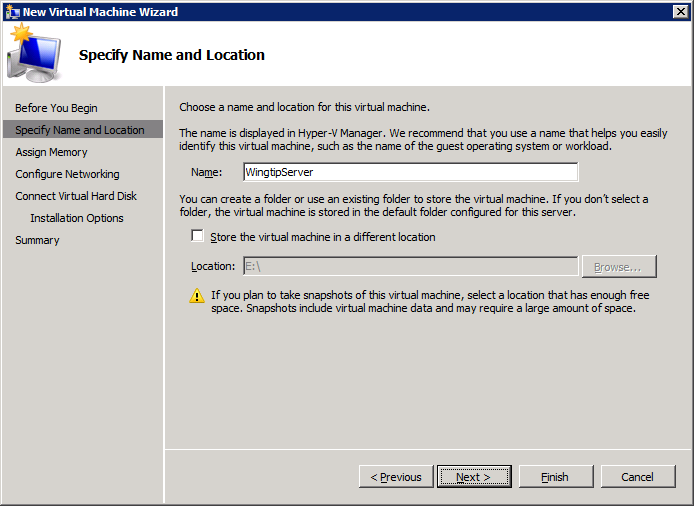 New Virtual Machine Wizard
Specify Name and Location
Before You Begin
Specify Name and Location
Assign Memory
Configure Networking
Connect Virtual Hard Disk
Installation Options
Summary
Choose a name and location for this virtual machine.
The name is displayed in Hyper-V Manager. We recommend that you use a name that helps you easily
identify this virtual machine, such as the name of the guest operating system or workload.
Name: WingtipServer
You can create a folder or use an existing folder to store the virtual machine. If you don't select a
folder, the virtual machine is stored in the default folder configured for this server.
Store the virtual machine in a different location
Location: E:\ Browse...
If you plan to take snapshots of this virtual machine, select a location that has enough free
space. Snapshots include virtual machine data and may require a large amount of space.
< Previous Next > Finish Cancel